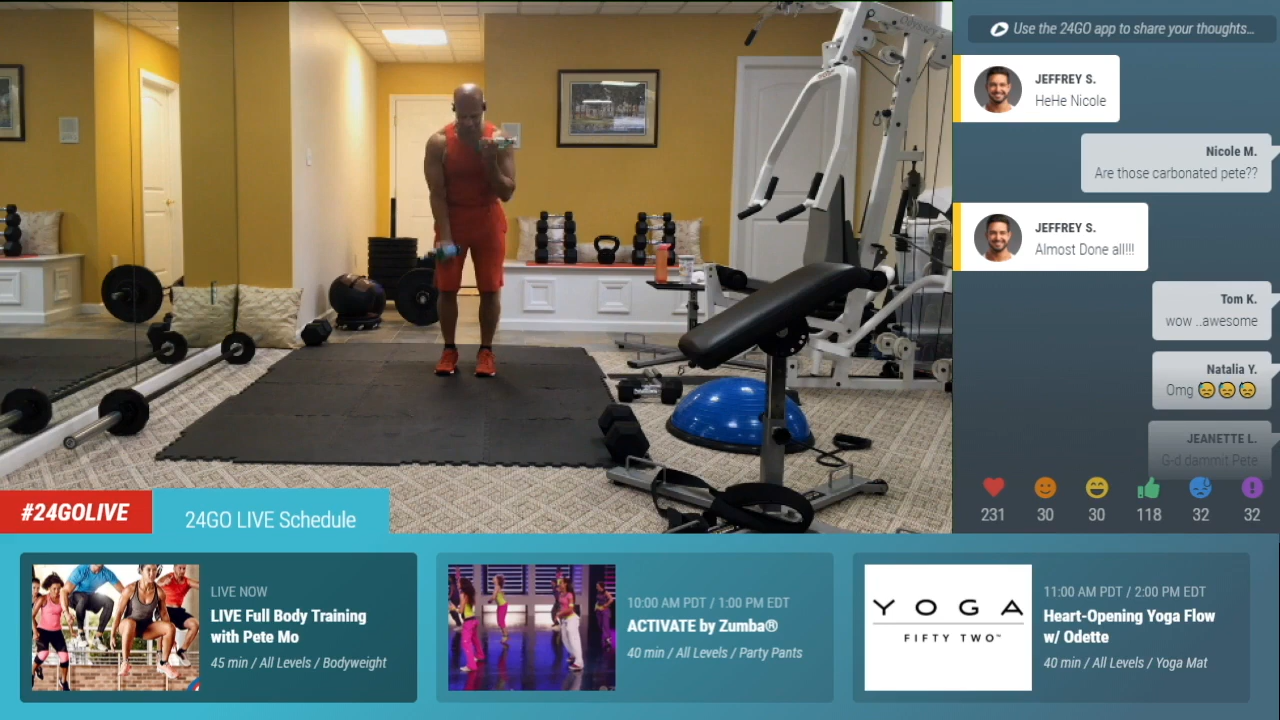 Use the 24GO app to share your thoughts...
JEFFREY S.
HeHe Nicole
Nicole M.
Are those carbonated pete??
JEFFREY S.
Almost Done all!!!
Tom K.
wow ..awesome
Natalia Y.
Omg 😓😓😓
JEANETTE L.
G-d dammit Pete
231
30
30
118
32
32
#24GOLIVE
24GO LIVE Schedule
LIVE NOW
LIVE Full Body Training
with Pete Mo
45 min / All Levels / Bodyweight
10:00 AM PDT / 1:00 PM EDT
ACTIVATE by Zumba®
40 min / All Levels / Party Pants
YOGA
FIFTY TWO™
11:00 AM PDT / 2:00 PM EDT
Heart-Opening Yoga Flow
w/ Odette
40 min / All Levels / Yoga Mat